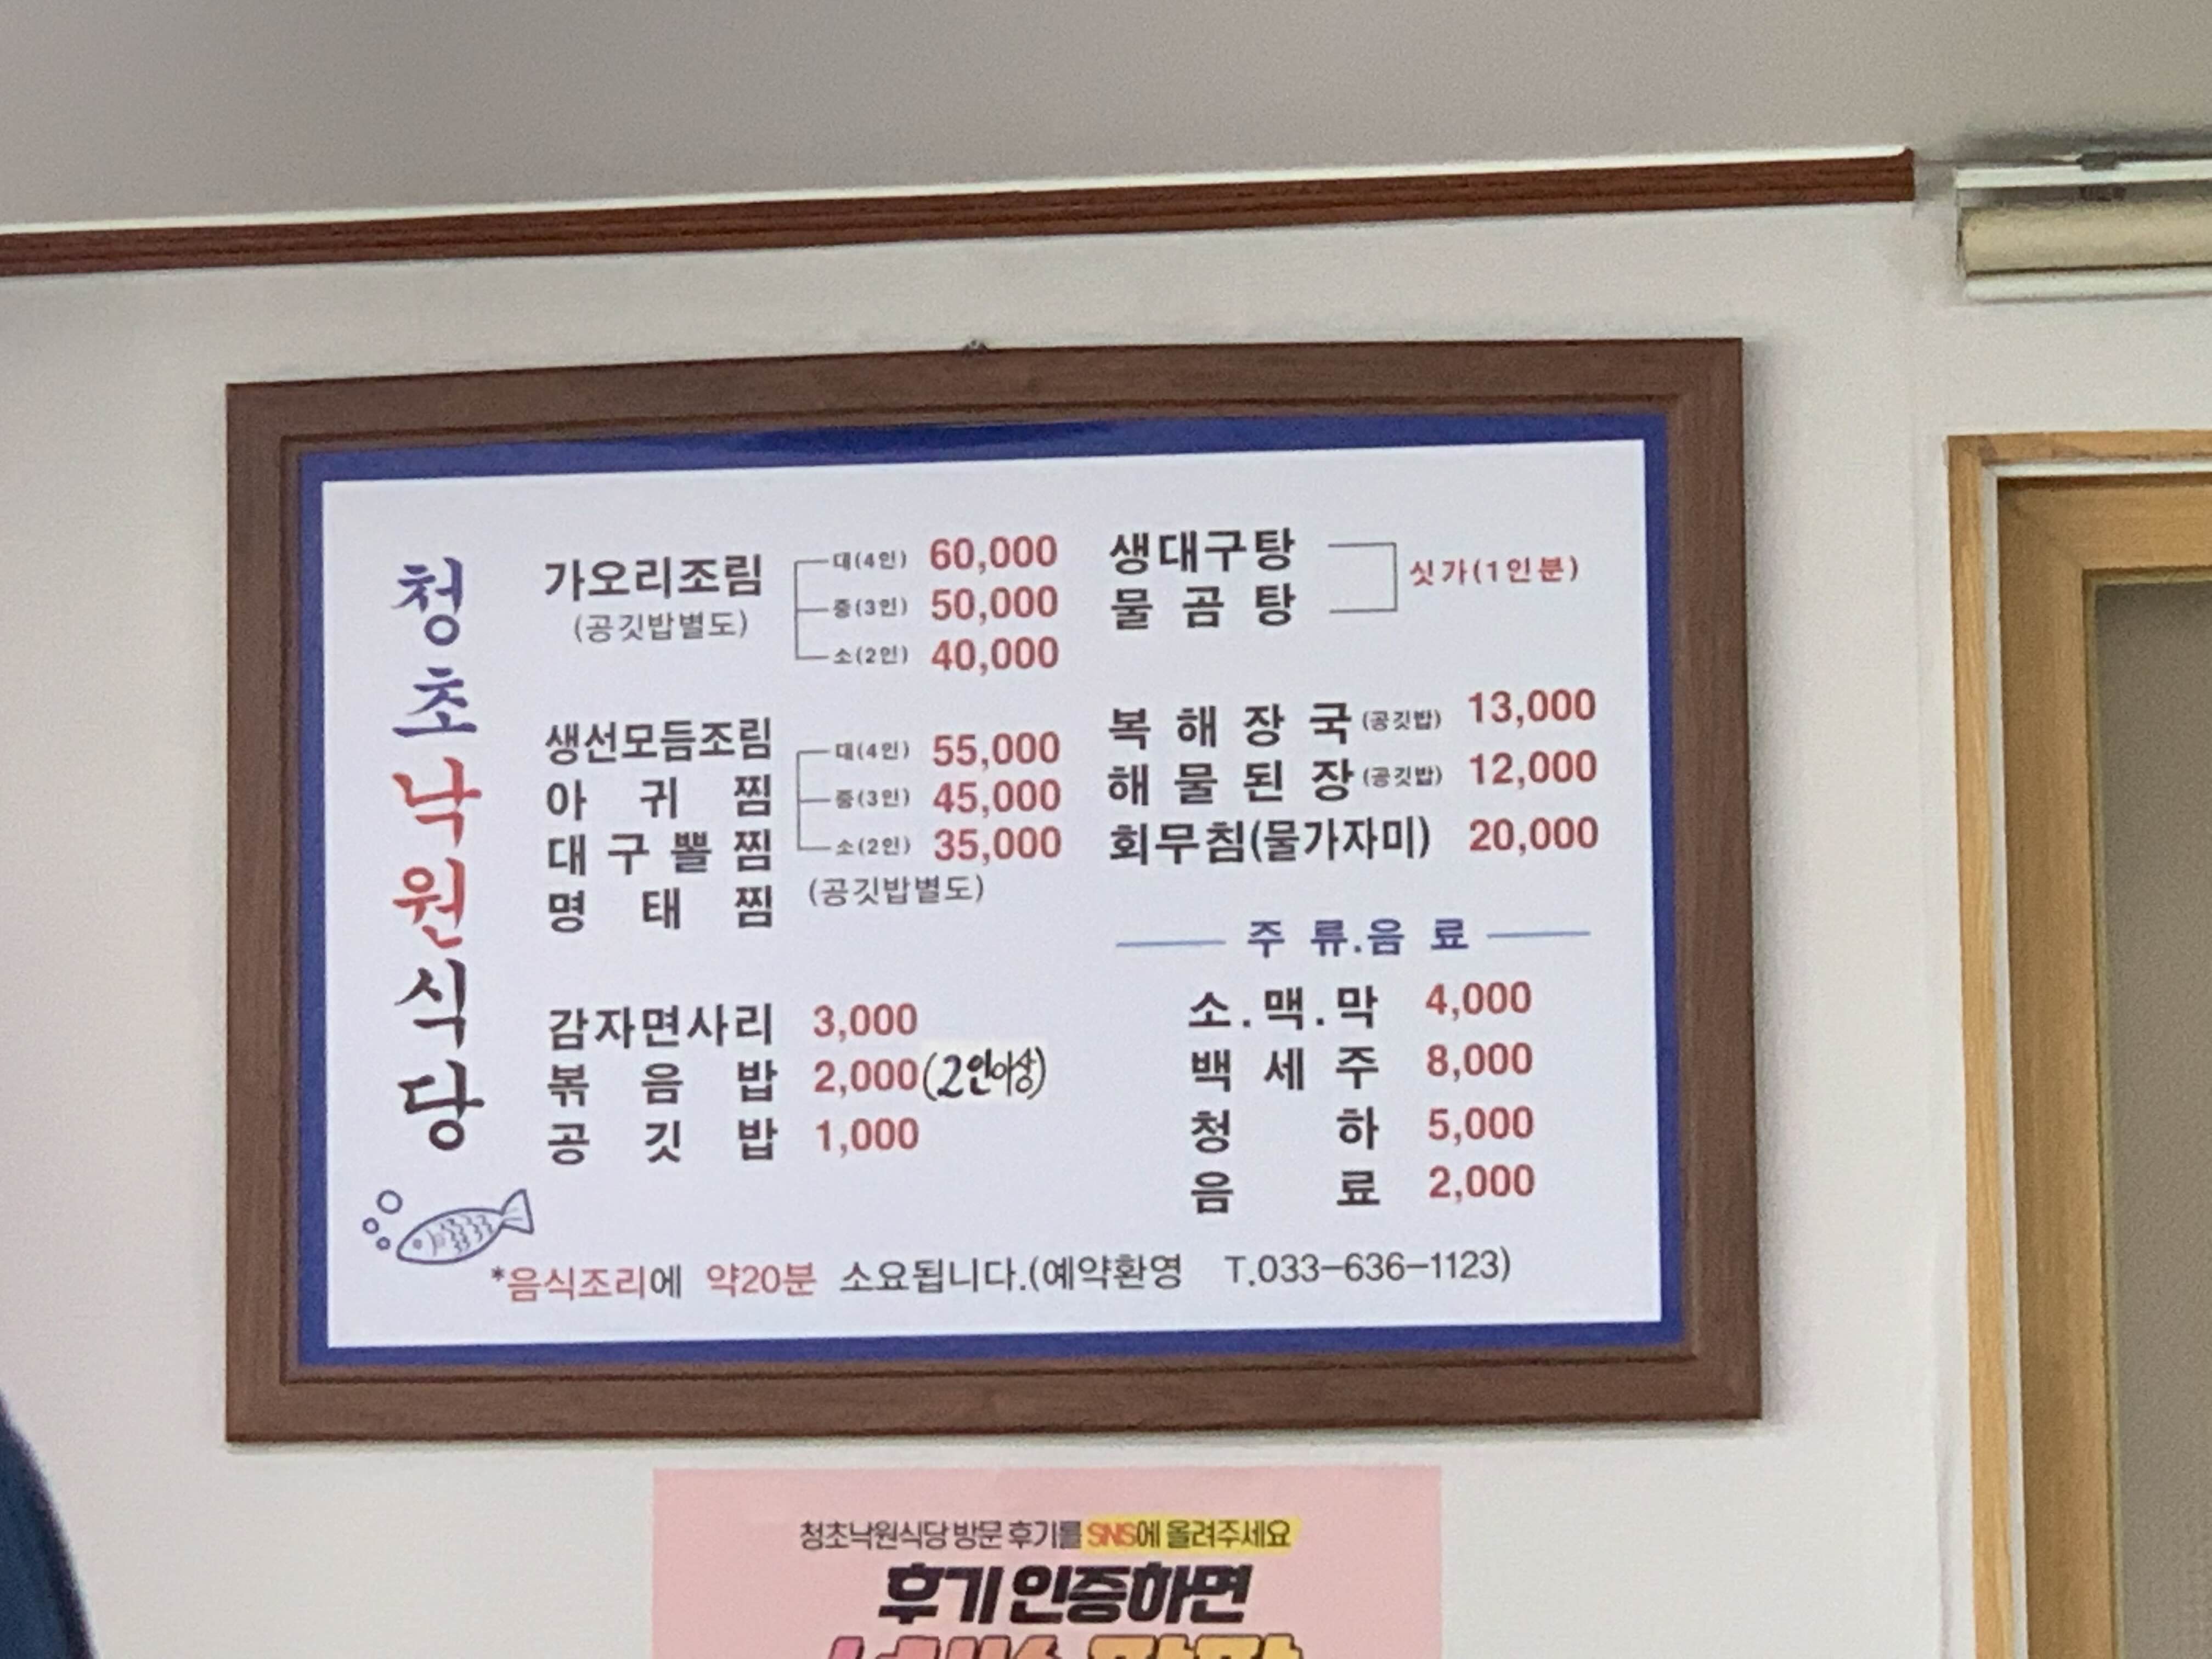 청초낙원식당
가오리조림
(공깃밥별도)
대(4인) 60,000
중(3인) 50,000
소(2인) 40,000
생선모듬조림
아귀찜
대구뽈찜
명태찜
대(4인) 55,000
중(3인) 45,000
소(2인) 35,000
(공깃밥별도)
감자면사리 3,000
볶음밥 2,000(2인이상)
공깃밥 1,000
생대구탕
물곰탕
싯가(1인분)
복해장국(공깃밥) 13,000
해물된장(공깃밥) 12,000
회무침(물가자미) 20,000
주류.음료
소.맥.막 4,000
백세주 8,000
청하 5,000
음료 2,000
*음식조리에 약20분 소요됩니다.(예약환영 T.033-636-1123)
청초낙원식당 방문 후기를 SNS에 올려주세요
후기 인증하면